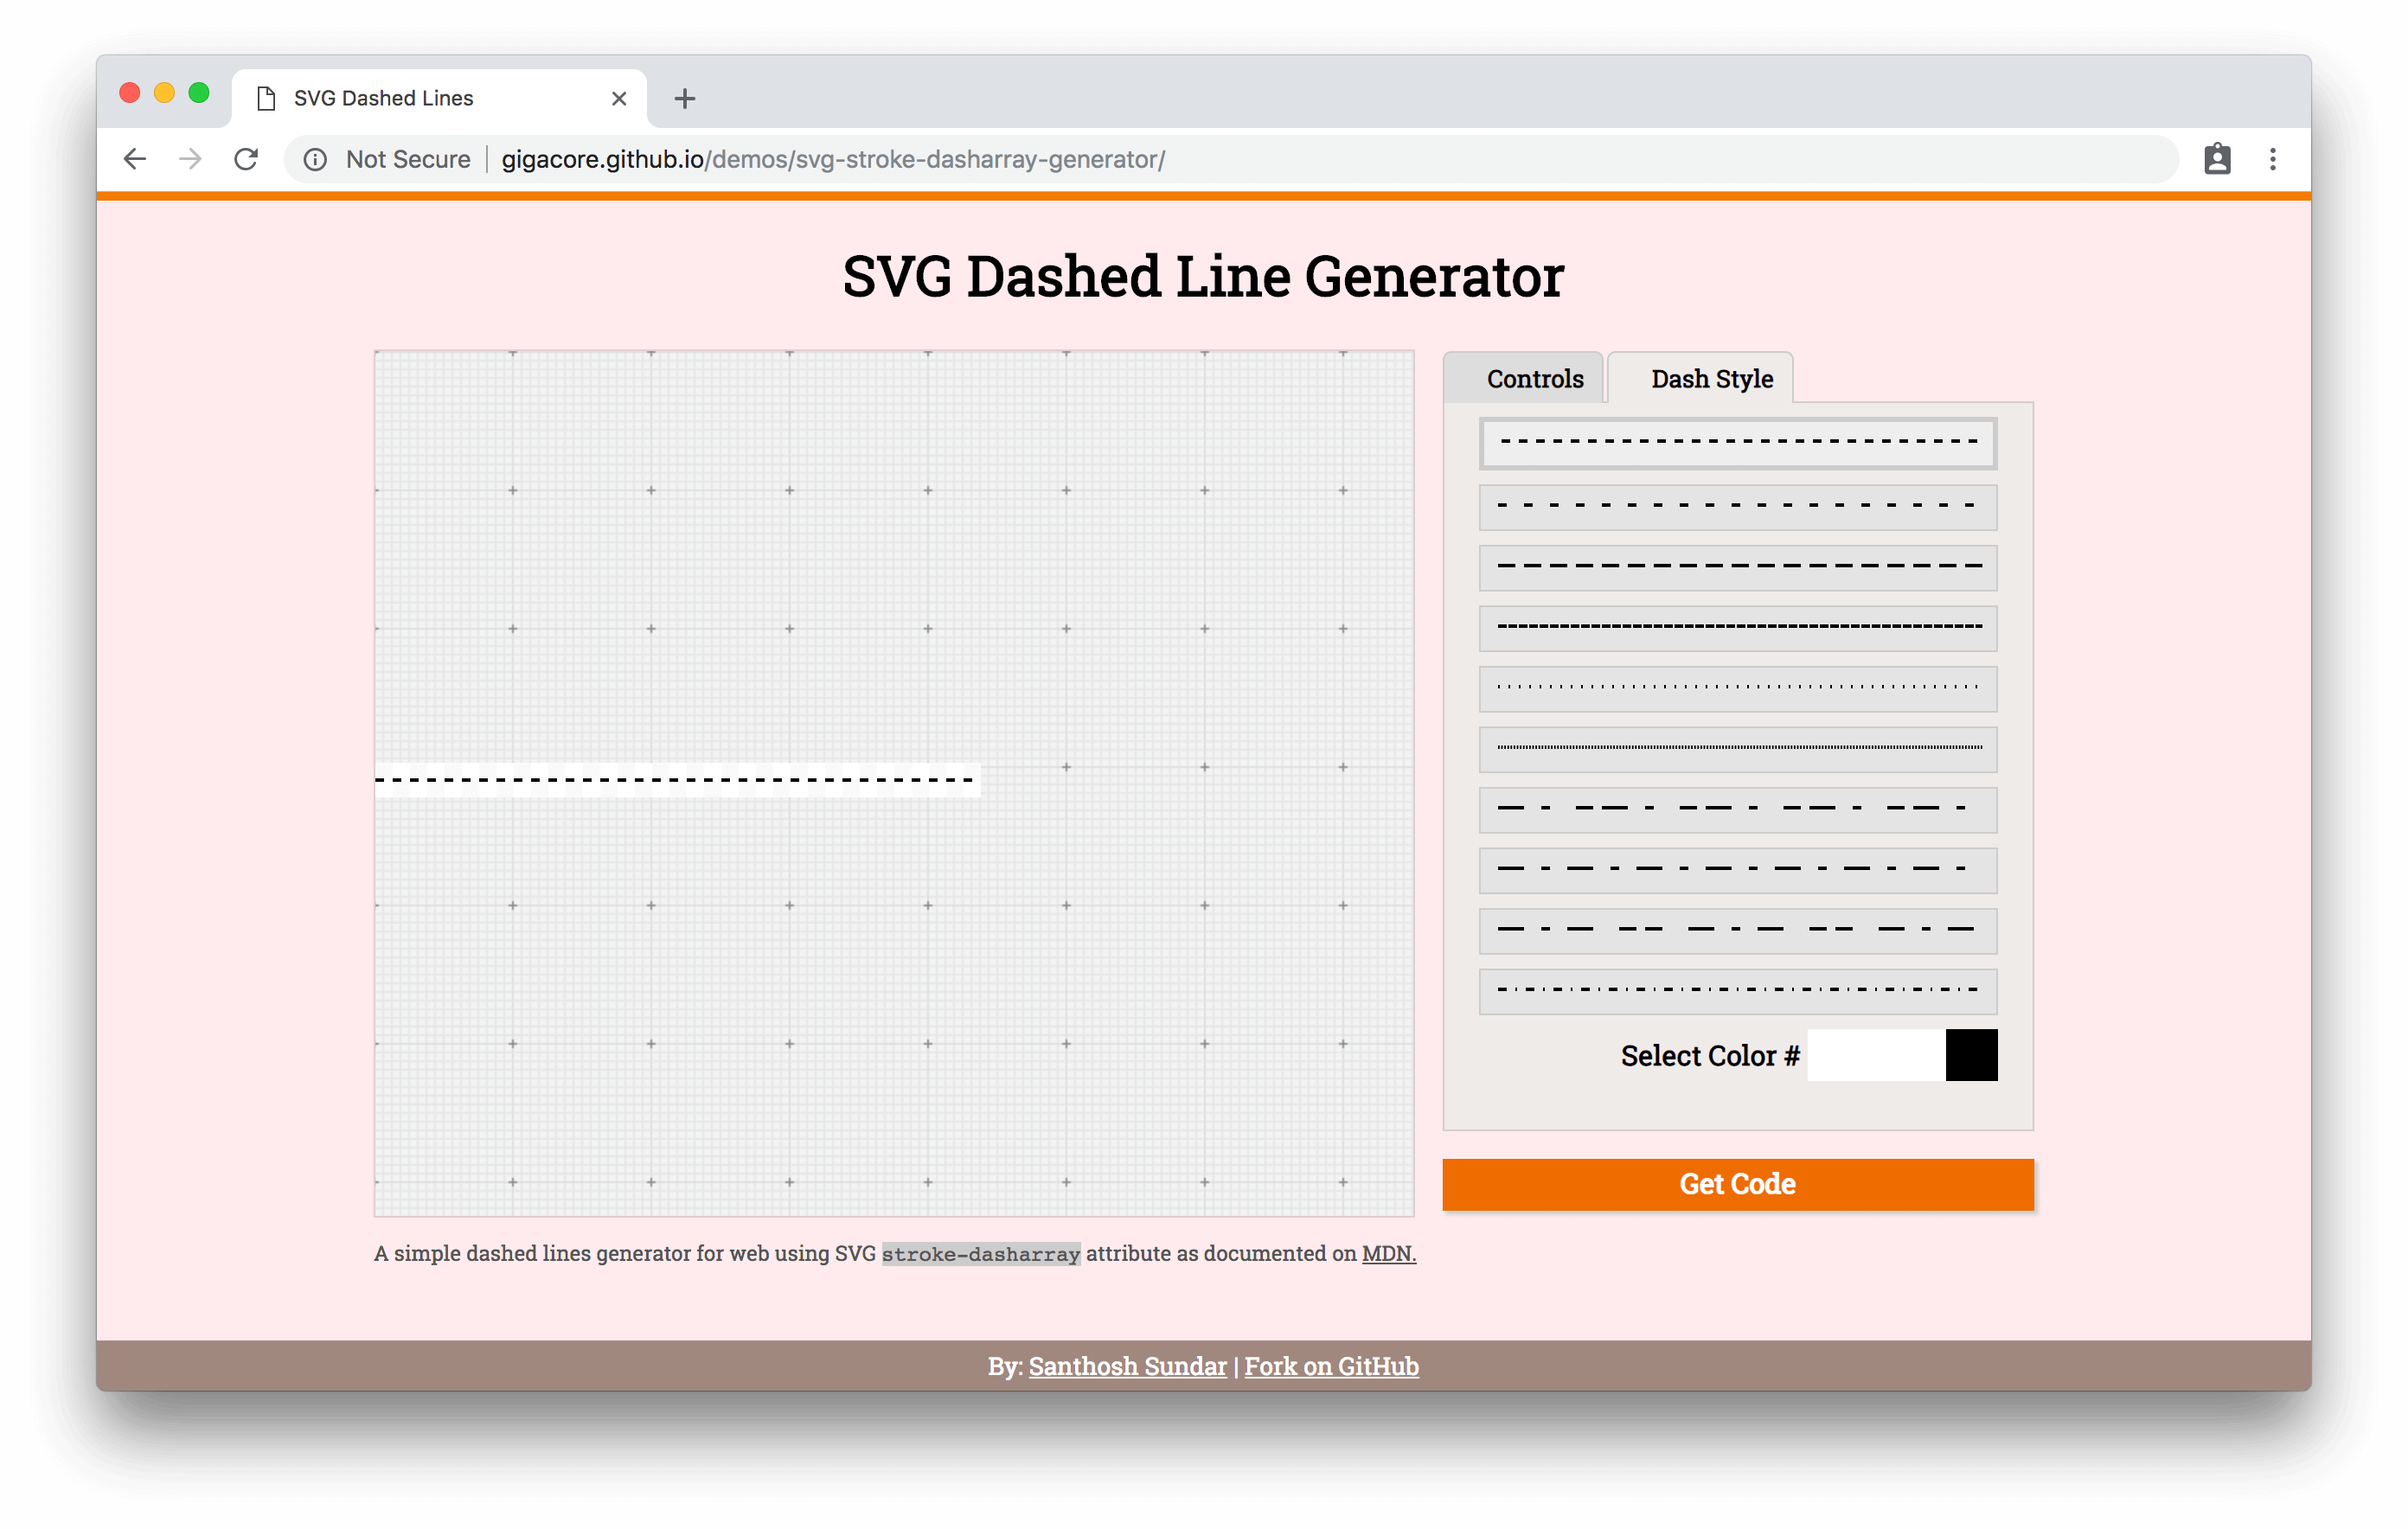 SVG Dashed Lines
Not Secure gigacore.github.io/demos/svg-stroke-dasharray-generator/
SVG Dashed Line Generator
Controls Dash Style
Select Color #
Get Code
A simple dashed lines generator for web using SVG stroke-dasharray attribute as documented on MDN.
By: Santhosh Sundar | Fork on GitHub